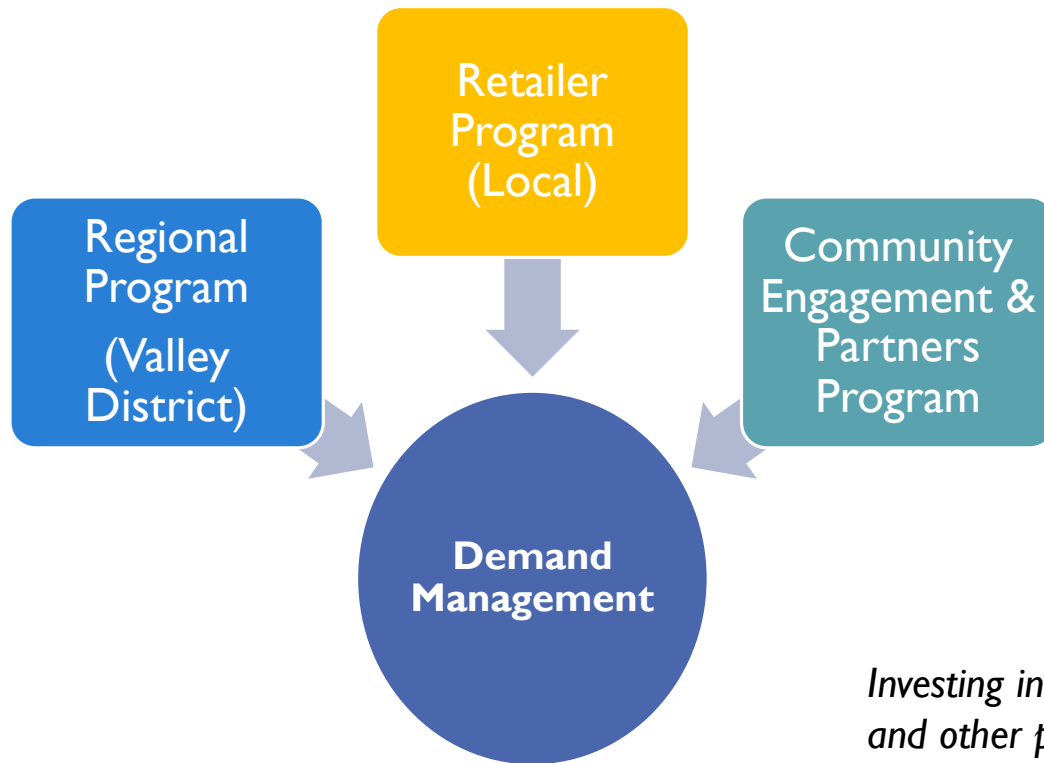 Retailer
Program
(Local)
Regional
Program
(Valley
District)
Community
Engagement &
Partners
Program
Demand
Management
Investing in
and other p